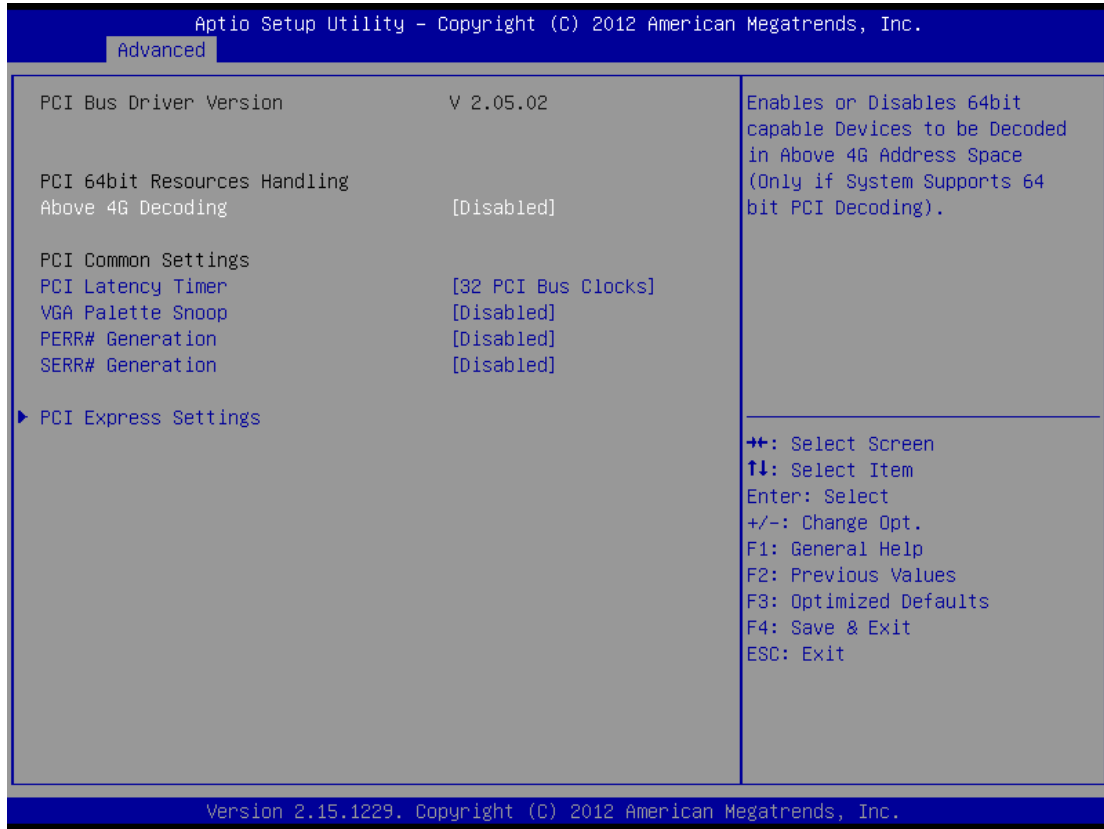 Aptio Setup Utility – Copyright (C) 2012 American Megatrends, Inc.
Advanced
PCI Bus Driver Version V 2.05.02
PCI 64bit Resources Handling
Above 4G Decoding [Disabled]
PCI Common Settings
PCI Latency Timer [32 PCI Bus Clocks]
VGA Palette Snoop [Disabled]
PERR# Generation [Disabled]
SERR# Generation [Disabled]
▶ PCI Express Settings
Enables or Disables 64bit
capable Devices to be Decoded
in Above 4G Address Space
(Only if System Supports 64
bit PCI Decoding).
→←: Select Screen
↑↓: Select Item
Enter: Select
+/-: Change Opt.
F1: General Help
F2: Previous Values
F3: Optimized Defaults
F4: Save & Exit
ESC: Exit
Version 2.15.1229. Copyright (C) 2012 American Megatrends, Inc.